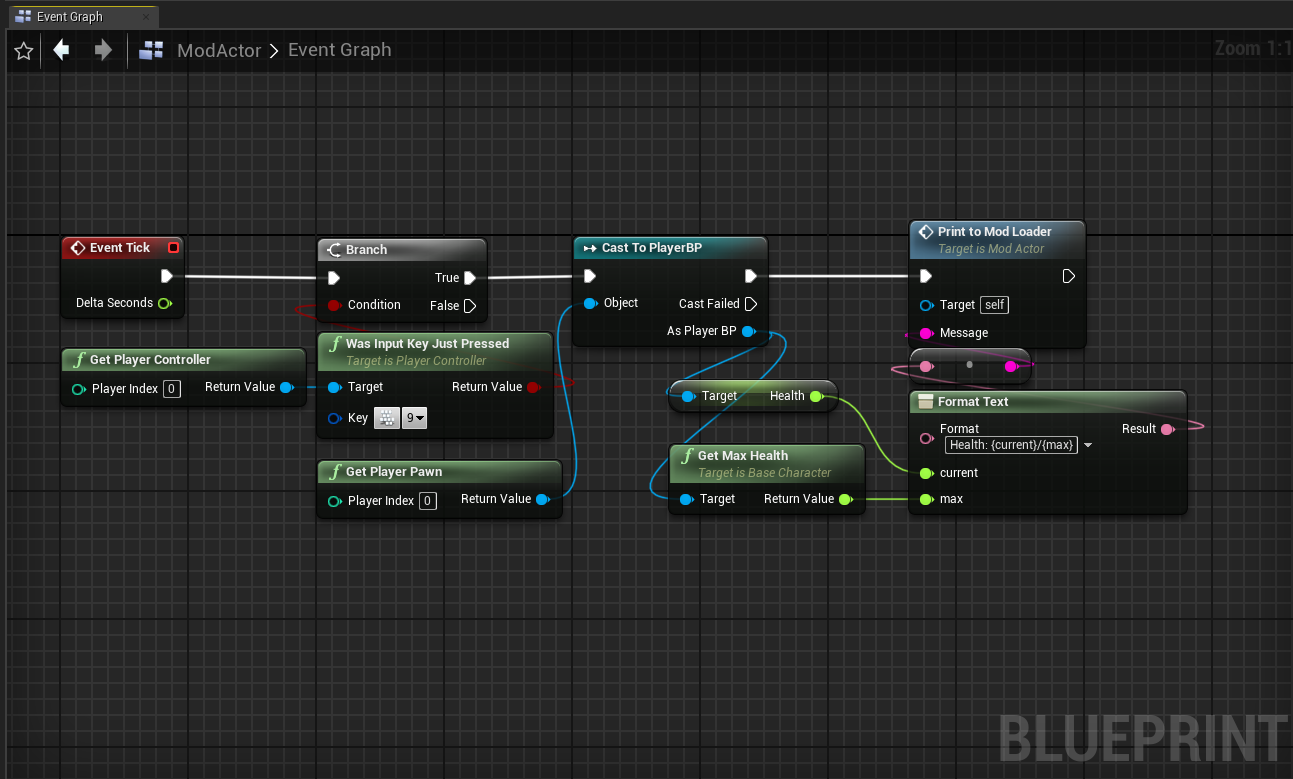 Event Graph
ModActor > Event Graph
Zoom 1:1
Event Tick
Delta Seconds
Get Player Controller
Player Index 0
Return Value
Branch
True
Condition
False
Was Input Key Just Pressed
Target is Player Controller
Target
Return Value
Key
9
Get Player Pawn
Player Index 0
Return Value
Cast To PlayerBP
Object
Cast Failed
As Player BP
Target
Health
Get Max Health
Target is Base Character
Target
Return Value
Print to Mod Loader
Target is Mod Actor
Target self
Message
Format Text
Format
Result
Health: {current}/{max}
current
max
BLUEPRINT